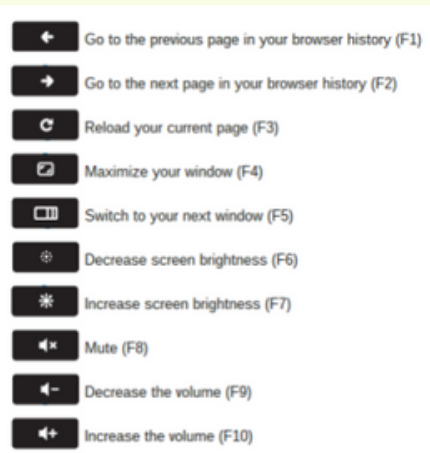 Go to the previous page in your browser history (F1)
Go to the next page in your browser history (F2)
Reload your current page (F3)
Maximize your window (F4)
Switch to your next window (F5)
Decrease screen brightness (F6)
Increase screen brightness (F7)
Mute (F8)
Decrease the volume (F9)
Increase the volume (F10)